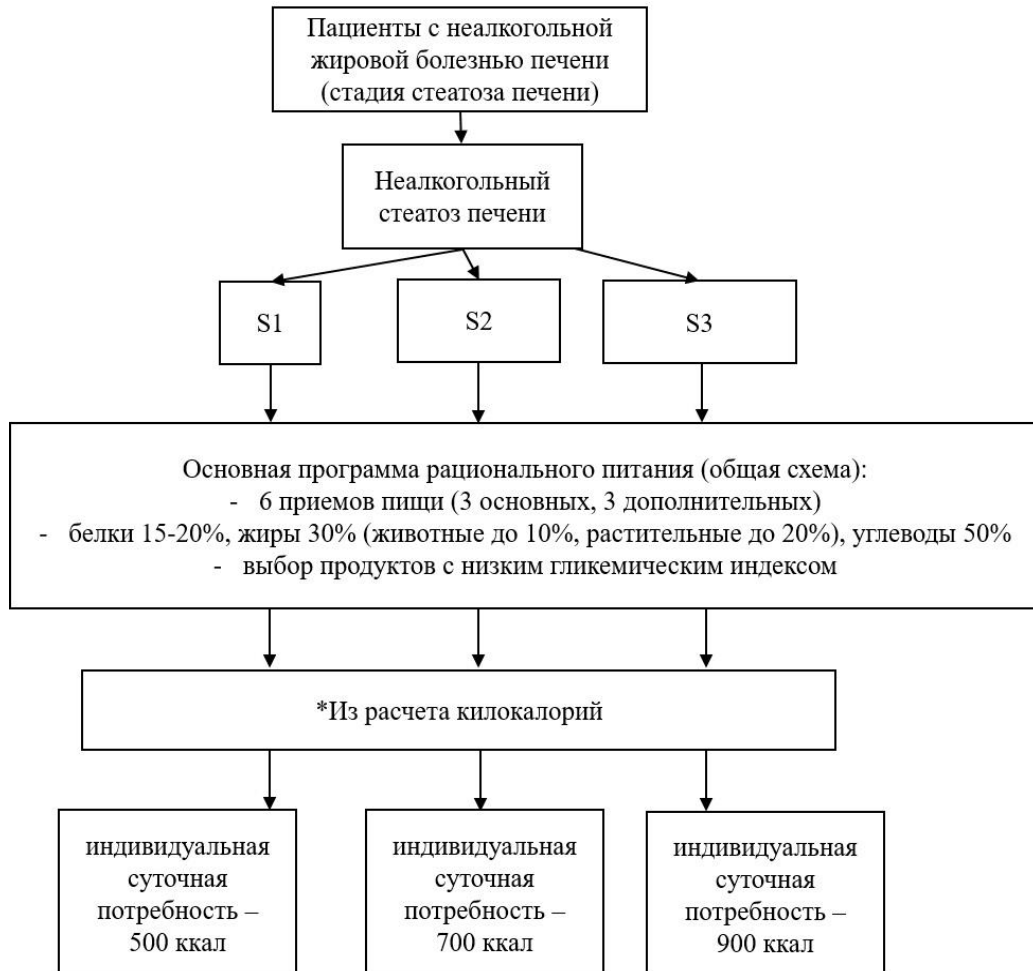 Пациенты с неалкогольной
жировой болезнью печени
(стадия стеатоза печени)
Неалкогольный
стеатоз печени
S1
S2
S3
Основная программа рационального питания (общая схема):
- 6 приемов пищи (3 основных, 3 дополнительных)
- белки 15-20%, жиры 30% (животные до 10%, растительные до 20%), углеводы 50%
- выбор продуктов с низким гликемическим индексом
*Из расчета килокалорий
индивидуальная
суточная
потребность –
500 ккал
индивидуальная
суточная
потребность –
700 ккал
индивидуальная
суточная
потребность –
900 ккал